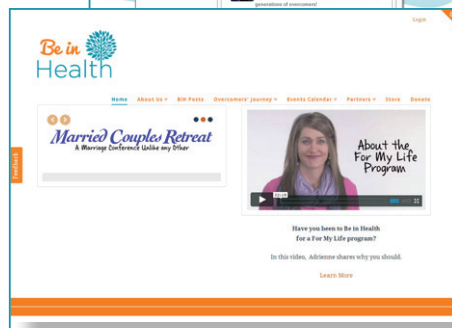 generations of overcomers!
Login
Be in
Health
Home About Us BIH Posts Overcomers' Journey Events Calendar Partners Store Donate
Married Couples Retreat
A Marriage Conference Unlike any Other
Feedback
About the
For My Life
Program
Have you been to Be in Health
for a For My Life program?
In this video, Adrienne shares why you should.
Learn More